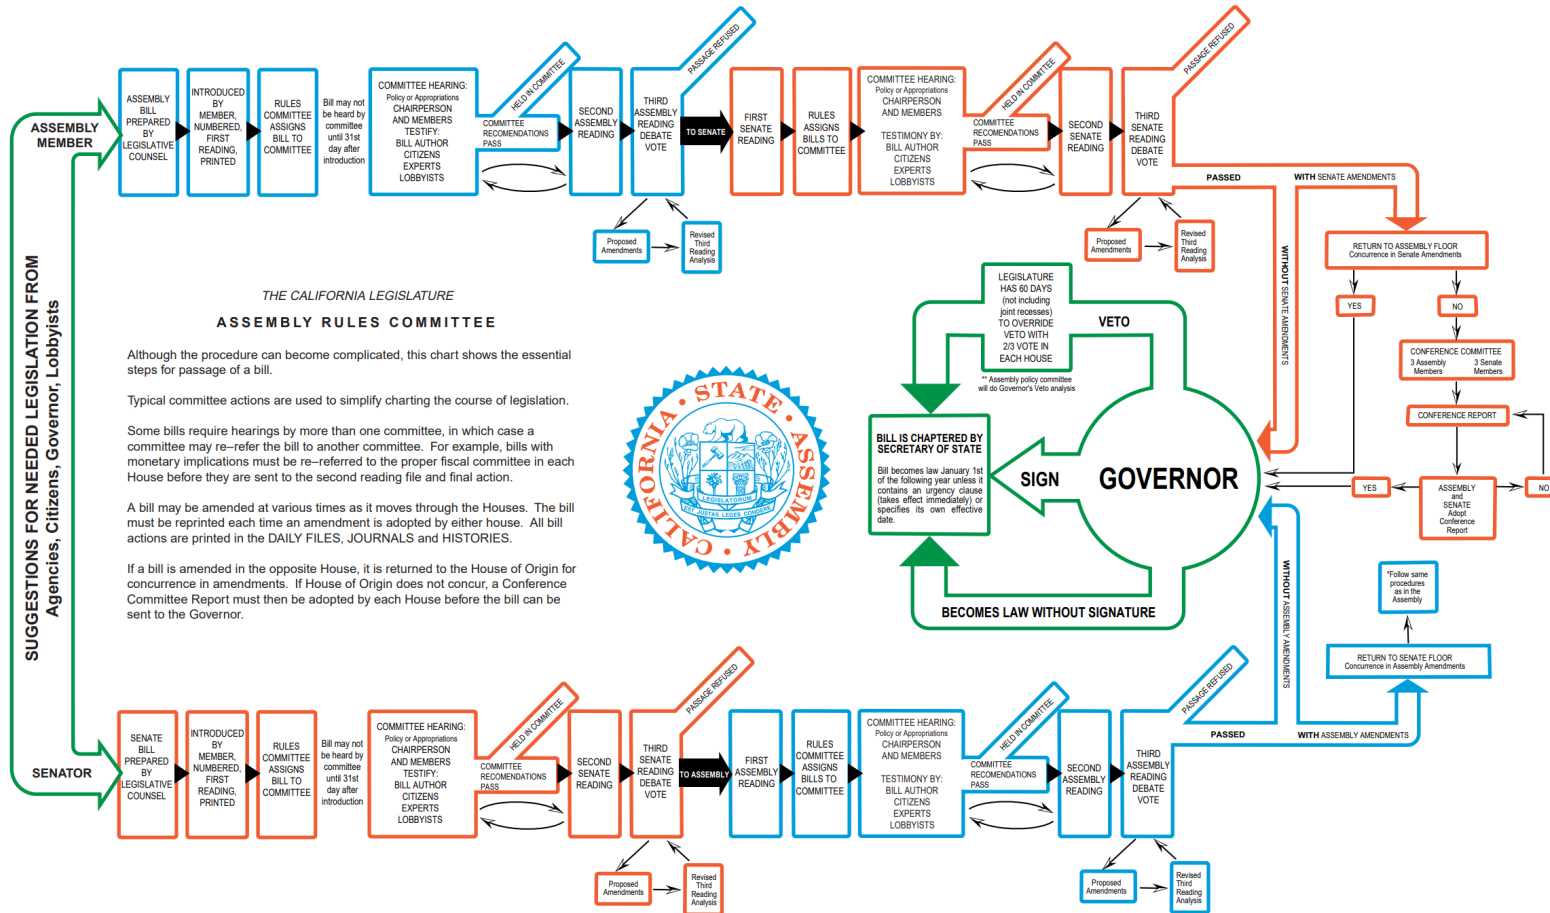 SUGGESTIONS FOR NEEDED LEGISLATION FROM
Agencies, Citizens, Governor, Lobbyists
ASSEMBLY
MEMBER
ASSEMBLY
BILL
PREPARED
BY
LEGISLATIVE
COUNSEL
INTRODUCED
BY
MEMBER,
NUMBERED,
FIRST
READING,
PRINTED
RULES
COMMITTEE
ASSIGNS
BILL TO
COMMITTEE
Bill may not
be heard by
committee
until 31st
day after
introduction
COMMITTEE HEARING:
Policy or Appropriations
CHAIRPERSON
AND MEMBERS
TESTIFY:
BILL AUTHOR
CITIZENS
EXPERTS
LOBBYISTS
HELD IN COMMITTEE
COMMITTEE
RECOMENDATIONS
PASS
SECOND
ASSEMBLY
READING
THIRD
ASSEMBLY
READING
DEBATE
VOTE
PASSAGE REFUSED
Proposed
Amendments
Revised
Third
Reading
Analysis
TO SENATE
FIRST
SENATE
READING
RULES
ASSIGNS
BILLS TO
COMMITTEE
COMMITTEE HEARING:
Policy or Appropriations
CHAIRPERSON
AND MEMBERS
TESTIMONY BY:
BILL AUTHOR
CITIZENS
EXPERTS
LOBBYISTS
HELD IN COMMITTEE
COMMITTEE
RECOMENDATIONS
PASS
SECOND
SENATE
READING
THIRD
SENATE
READING
DEBATE
VOTE
PASSAGE REFUSED
Proposed
Amendments
Revised
Third
Reading
Analysis
PASSED
WITH SENATE AMENDMENTS
WITHOUT SENATE AMENDMENTS
RETURN TO ASSEMBLY FLOOR
Concurrence in Senate Amendments
YES
NO
CONFERENCE COMMITTEE
3 Assembly Members
3 Senate Members
CONFERENCE REPORT
ASSEMBLY
and
SENATE
Adopt
Conference
Report
YES
NO
THE CALIFORNIA LEGISLATURE
ASSEMBLY RULES COMMITTEE
Although the procedure can become complicated, this chart shows the essential
steps for passage of a bill.
Typical committee actions are used to simplify charting the course of legislation.
Some bills require hearings by more than one committee, in which case a
committee may re–refer the bill to another committee. For example, bills with
monetary implications must be re–referred to the proper fiscal committee in each
House before they are sent to the second reading file and final action.
A bill may be amended at various times as it moves through the Houses. The bill
must be reprinted each time an amendment is adopted by either house. All bill
actions are printed in the DAILY FILES, JOURNALS and HISTORIES.
If a bill is amended in the opposite House, it is returned to the House of Origin for
concurrence in amendments. If House of Origin does not concur, a Conference
Committee Report must then be adopted by each House before the bill can be
sent to the Governor.
CALIFORNIA • STATE • ASSEMBLY •
LEGISLATORUM
EST JUSTAS LEGES CONDERE
LEGISLATURE
HAS 60 DAYS
(not including
joint recesses)
TO OVERRIDE
VETO WITH
2/3 VOTE IN
EACH HOUSE
VETO
** Assembly policy committee
will do Governor's Veto analysis
BILL IS CHAPTERED BY
SECRETARY OF STATE
Bill becomes law January 1st
of the following year unless it
contains an urgency clause
(takes effect immediately) or
specifies its own effective
date.
SIGN
GOVERNOR
BECOMES LAW WITHOUT SIGNATURE
WITHOUT ASSEMBLY AMENDMENTS
*Follow same
procedures
as in the
Assembly
RETURN TO SENATE FLOOR
Concurrence in Assembly Amendments
SENATOR
SENATE
BILL
PREPARED
BY
LEGISLATIVE
COUNSEL
INTRODUCED
BY
MEMBER,
NUMBERED,
FIRST
READING,
PRINTED
RULES
COMMITTEE
ASSIGNS
BILL TO
COMMITTEE
Bill may not
be heard by
committee
until 31st
day after
introduction
COMMITTEE HEARING:
Policy or Appropriations
CHAIRPERSON
AND MEMBERS
TESTIFY:
BILL AUTHOR
CITIZENS
EXPERTS
LOBBYISTS
HELD IN COMMITTEE
COMMITTEE
RECOMENDATIONS
PASS
SECOND
SENATE
READING
THIRD
SENATE
READING
DEBATE
VOTE
PASSAGE REFUSED
Proposed
Amendments
Revised
Third
Reading
Analysis
TO ASSEMBLY
FIRST
ASSEMBLY
READING
RULES
COMMITTEE
ASSIGNS
BILLS TO
COMMITTEE
COMMITTEE HEARING:
Policy or Appropriations
CHAIRPERSON
AND MEMBERS
TESTIMONY BY:
BILL AUTHOR
CITIZENS
EXPERTS
LOBBYISTS
HELD IN COMMITTEE
COMMITTEE
RECOMENDATIONS
PASS
SECOND
ASSEMBLY
READING
THIRD
ASSEMBLY
READING
DEBATE
VOTE
PASSAGE REFUSED
Proposed
Amendments
Revised
Third
Reading
Analysis
PASSED
WITH ASSEMBLY AMENDMENTS